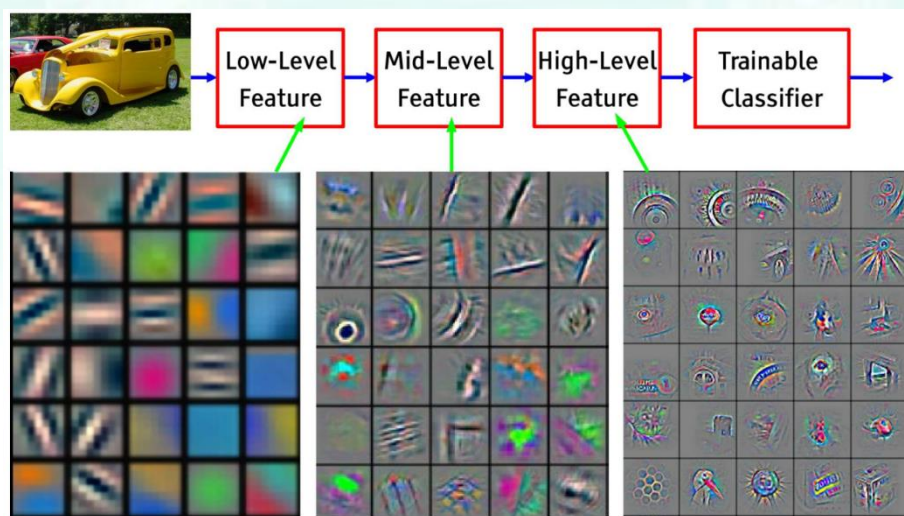 Low-Level
Feature
Mid-Level
Feature
High-Level
Feature
Trainable
Classifier